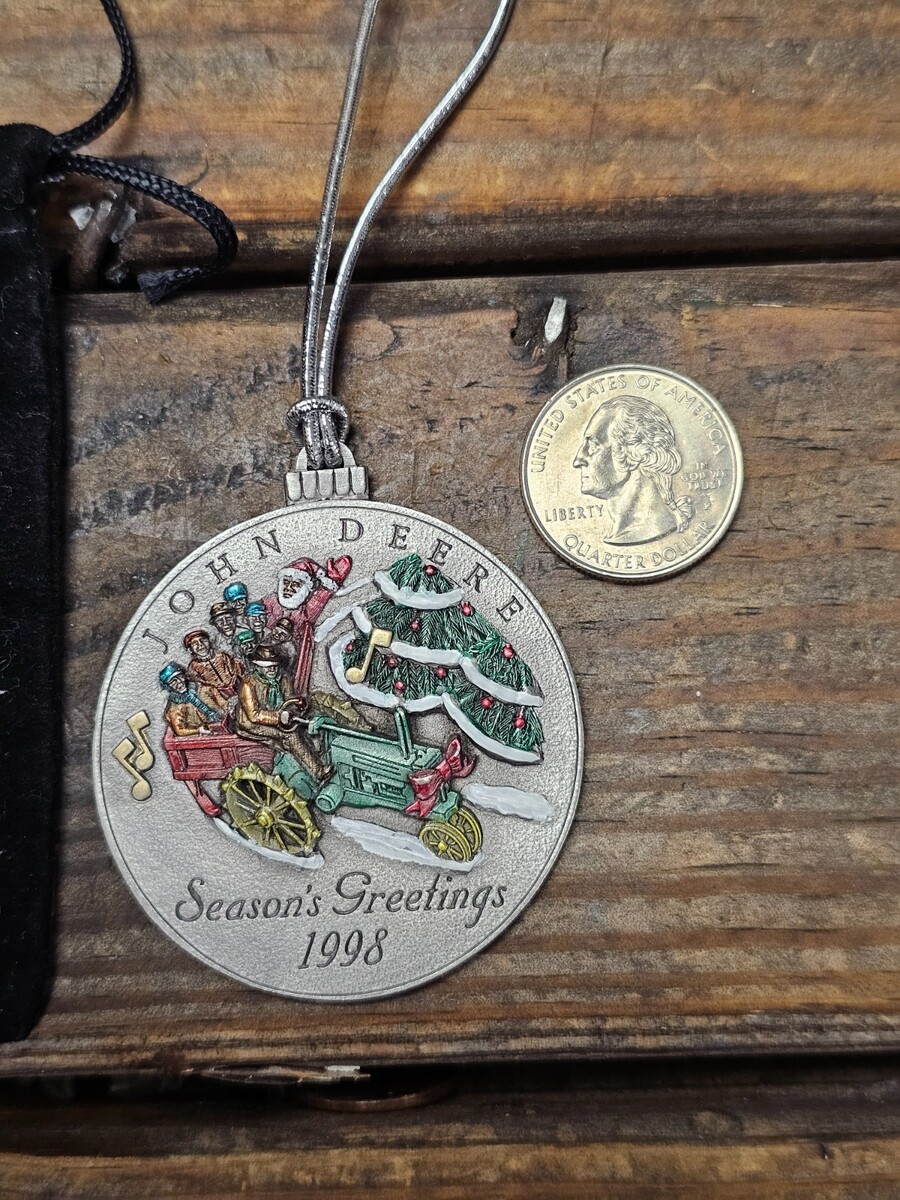 JOHN DEERE
Season's Greetings
1998
UNITED STATES OF AMERICA
IN
GOD WE
TRUST
LIBERTY
QUARTER DOLLAR